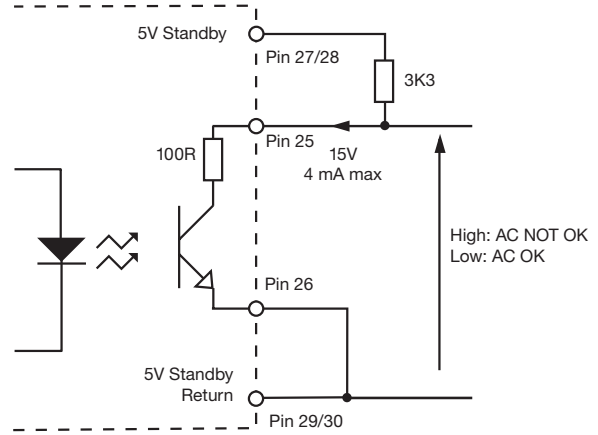 5V Standby
Pin 27/28
3K3
Pin 25
100R
15V
4 mA max
High: AC NOT OK
Low: AC OK
Pin 26
5V Standby
Return
Pin 29/30